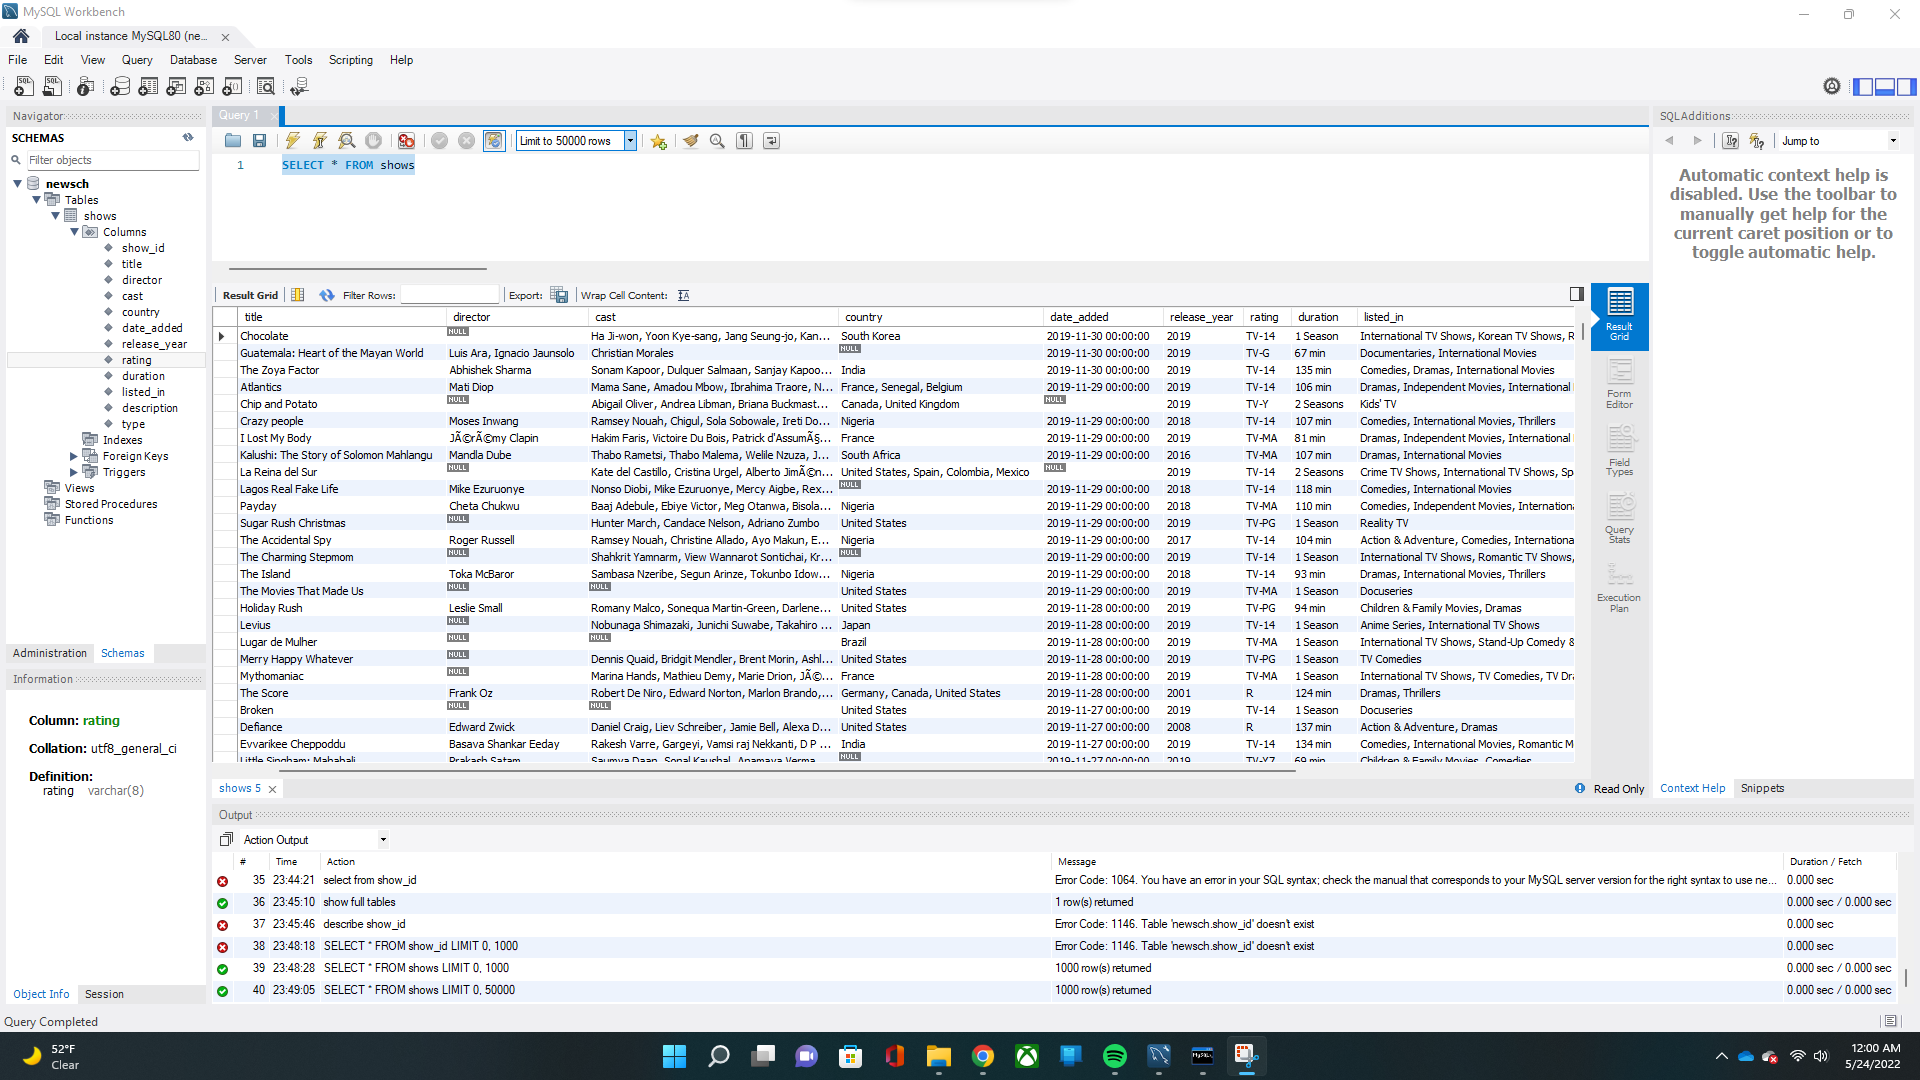 MySQL Workbench
Local instance MySQL80 (ne...
File Edit View Query Database Server Tools Scripting Help
Navigator
SCHEMAS
Filter objects
newsch
Tables
shows
Columns
show_id
title
director
cast
country
date_added
release_year
rating
duration
listed_in
description
type
Indexes
Foreign Keys
Triggers
Views
Stored Procedures
Functions
Administration Schemas
Information
Column: rating
Collation: utf8_general_ci
Definition:
rating varchar(8)
Object Info Session
Query Completed
Query 1
Limit to 50000 rows
1 SELECT * FROM shows
Result Grid Filter Rows: Export: Wrap Cell Content:
title director cast country date_added release_year rating duration listed_in
Chocolate NULL Ha Ji-won, Yoon Kye-sang, Jang Seung-jo, Kan... South Korea 2019-11-30 00:00:00 2019 TV-14 1 Season International TV Shows, Korean TV Shows, R
Guatemala: Heart of the Mayan World Luis Ara, Ignacio Jaunsolo Christian Morales NULL 2019-11-30 00:00:00 2019 TV-G 67 min Documentaries, International Movies
The Zoya Factor Abhishek Sharma Sonam Kapoor, Dulquer Salmaan, Sanjay Kapoo... India 2019-11-30 00:00:00 2019 TV-14 135 min Comedies, Dramas, International Movies
Atlantics Mati Diop Mama Sane, Amadou Mbow, Ibrahima Traore, N... France, Senegal, Belgium 2019-11-29 00:00:00 2019 TV-14 106 min Dramas, Independent Movies, International
Chip and Potato NULL Abigail Oliver, Andrea Libman, Briana Buckmast... Canada, United Kingdom NULL 2019 TV-Y 2 Seasons Kids' TV
Crazy people Moses Inwang Ramsey Nouah, Chigul, Sola Sobowale, Ireti Do... Nigeria 2019-11-29 00:00:00 2018 TV-14 107 min Comedies, International Movies, Thrillers
I Lost My Body JÃ©rÃ©my Clapin Hakim Faris, Victoire Du Bois, Patrick d'AssumÃ§... France 2019-11-29 00:00:00 2019 TV-MA 81 min Dramas, Independent Movies, International
Kalushi: The Story of Solomon Mahlangu Mandla Dube Thabo Rametsi, Thabo Malema, Welile Nzuza, J... South Africa 2019-11-29 00:00:00 2016 TV-MA 107 min Dramas, International Movies
La Reina del Sur NULL Kate del Castillo, Cristina Urgel, Alberto JimÃ©n... United States, Spain, Colombia, Mexico NULL 2019 TV-14 2 Seasons Crime TV Shows, International TV Shows, Sp
Lagos Real Fake Life Mike Ezuruonye Nonso Diobi, Mike Ezuruonye, Mercy Aigbe, Rex... NULL 2019-11-29 00:00:00 2018 TV-14 118 min Comedies, International Movies
Payday Cheta Chukwu Baaj Adebule, Ebiye Victor, Meg Otanwa, Bisola... Nigeria 2019-11-29 00:00:00 2018 TV-MA 110 min Comedies, Independent Movies, Internationa
Sugar Rush Christmas NULL Hunter March, Candace Nelson, Adriano Zumbo United States 2019-11-29 00:00:00 2019 TV-PG 1 Season Reality TV
The Accidental Spy Roger Russell Ramsey Nouah, Christine Allado, Ayo Makun, E... Nigeria 2019-11-29 00:00:00 2017 TV-14 104 min Action & Adventure, Comedies, Internationa
The Charming Stepmom NULL Shahkrit Yamnarm, View Wannarot Sontichai, Kr... NULL 2019-11-29 00:00:00 2019 TV-14 1 Season International TV Shows, Romantic TV Shows,
The Island Toka McBaror Sambasa Nzeribe, Segun Arinze, Tokunbo Idow... Nigeria 2019-11-29 00:00:00 2018 TV-14 93 min Dramas, International Movies, Thrillers
The Movies That Made Us NULL United States 2019-11-29 00:00:00 2019 TV-MA 1 Season Docuseries
Holiday Rush Leslie Small Romany Malco, Sonequa Martin-Green, Darlene... United States 2019-11-28 00:00:00 2019 TV-PG 94 min Children & Family Movies, Dramas
Levius NULL Nobunaga Shimazaki, Junichi Suwabe, Takahiro ... Japan 2019-11-28 00:00:00 2019 TV-14 1 Season Anime Series, International TV Shows
Lugar de Mulher NULL NULL Brazil 2019-11-28 00:00:00 2019 TV-MA 1 Season International TV Shows, Stand-Up Comedy &
Merry Happy Whatever NULL Dennis Quaid, Bridgit Mendler, Brent Morin, Ashl... United States 2019-11-28 00:00:00 2019 TV-PG 1 Season TV Comedies
Mythomaniac NULL Marina Hands, Mathieu Demy, Marie Drion, JÃ©... France 2019-11-28 00:00:00 2019 TV-MA 1 Season International TV Shows, TV Comedies, TV Dra
The Score Frank Oz Robert De Niro, Edward Norton, Marlon Brando,... Germany, Canada, United States 2019-11-28 00:00:00 2001 R 124 min Dramas, Thrillers
Broken NULL NULL United States 2019-11-27 00:00:00 2019 TV-14 1 Season Docuseries
Defiance Edward Zwick Daniel Craig, Liev Schreiber, Jamie Bell, Alexa D... United States 2019-11-27 00:00:00 2008 R 137 min Action & Adventure, Dramas
Evvarikee Cheppoddu Basava Shankar Eeday Rakesh Varre, Gargeyi, Vamsi raj Nekkanti, D P ... India 2019-11-27 00:00:00 2019 TV-14 134 min Comedies, International Movies, Romantic M
Little Singham: Mahabali Prakash Satam Saumya Daan, Sonal Kaushal, Anamaya Verma, NULL 2019-11-27 00:00:00 2019 TV-Y7 69 min Children & Family Movies, Comedies
Result Grid
Form Editor
Field Types
Query Stats
Execution Plan
shows 5
Read Only
SQLAdditions
Jump to
Automatic context help is
disabled. Use the toolbar to
manually get help for the
current caret position or to
toggle automatic help.
Context Help Snippets
Output
Action Output
# Time Action Message Duration / Fetch
35 23:44:21 select from show_id Error Code: 1064. You have an error in your SQL syntax; check the manual that corresponds to your MySQL server version for the right syntax to use ne... 0.000 sec
36 23:45:10 show full tables 1 row(s) returned 0.000 sec / 0.000 sec
37 23:45:46 describe show_id Error Code: 1146. Table 'newsch.show_id' doesn't exist 0.000 sec
38 23:48:18 SELECT * FROM show_id LIMIT 0, 1000 Error Code: 1146. Table 'newsch.show_id' doesn't exist 0.000 sec
39 23:48:28 SELECT * FROM shows LIMIT 0, 1000 1000 row(s) returned 0.000 sec / 0.000 sec
40 23:49:05 SELECT * FROM shows LIMIT 0, 50000 1000 row(s) returned 0.000 sec / 0.000 sec
52°F
Clear
12:00 AM
5/24/2022